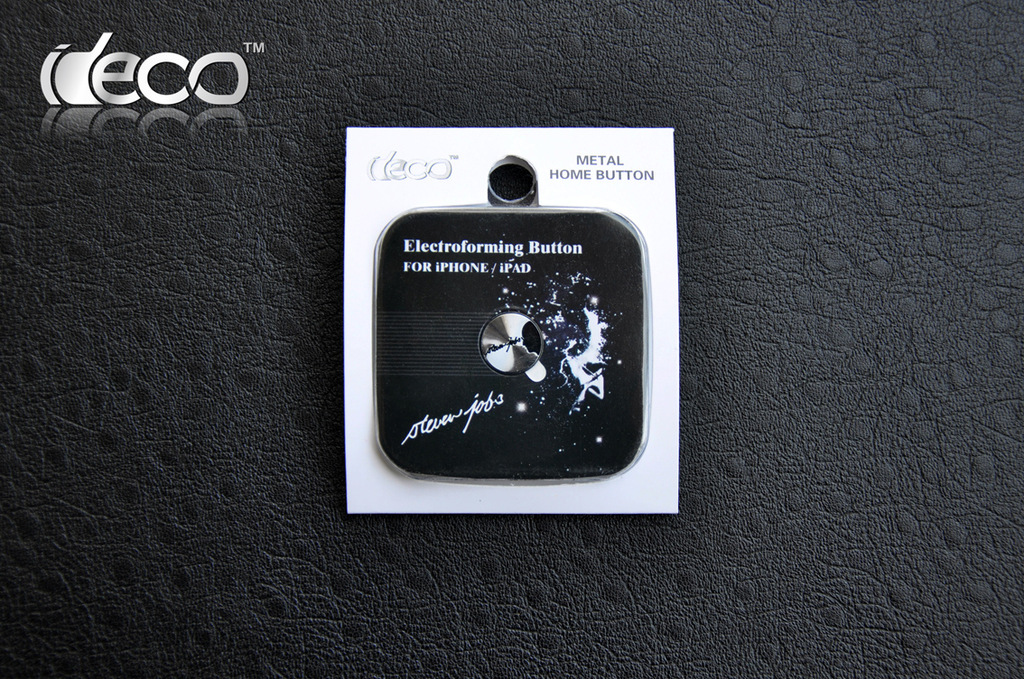 ideco™
ideco™
METAL
HOME BUTTON
Electroforming Button
FOR iPHONE / iPAD
steven jobs